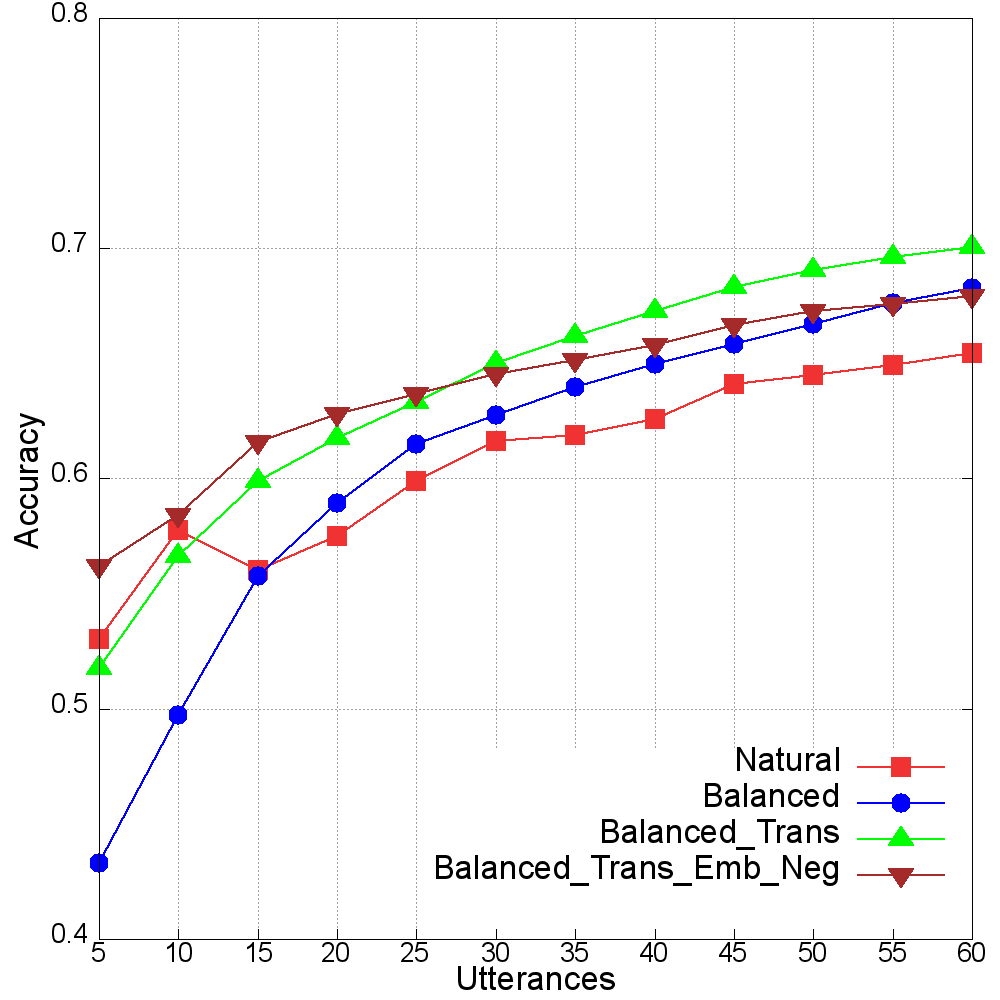 0.8
0.7
0.6
0.5
0.4
Accuracy
Natural
Balanced
Balanced_Trans
Balanced_Trans_Emb_Neg
5 10 15 20 25 30 35 40 45 50 55 60
Utterances